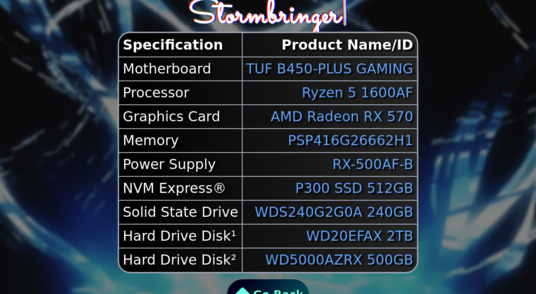 Stormbringer
Specification Product Name/ID
Motherboard TUF B450-PLUS GAMING
Processor Ryzen 5 1600AF
Graphics Card AMD Radeon RX 570
Memory PSP416G26662H1
Power Supply RX-500AF-B
NVM Express® P300 SSD 512GB
Solid State Drive WDS240G2G0A 240GB
Hard Drive Disk¹ WD20EFAX 2TB
Hard Drive Disk² WD5000AZRX 500GB
Go Back